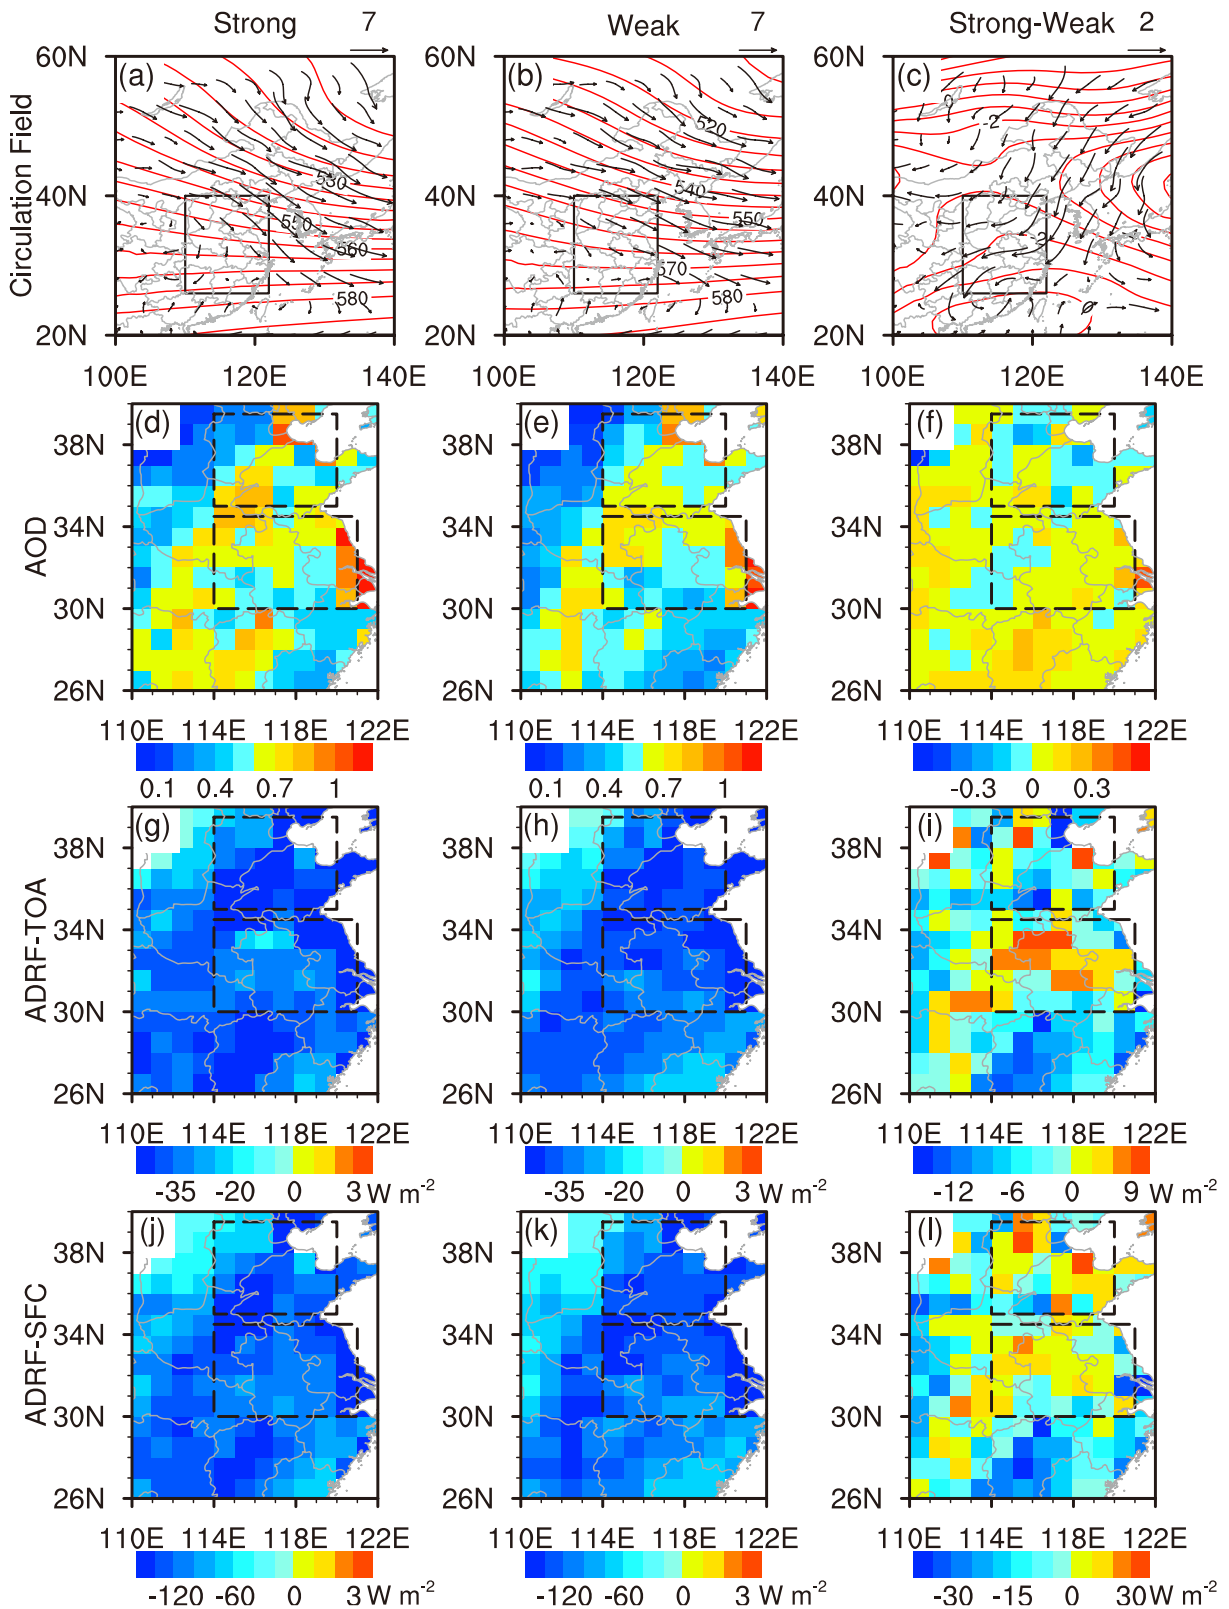 Strong 7
Weak 7
Strong-Weak 2
Circulation Field
60N
40N
20N
(a)
530
550
560
580
100E 120E 140E
60N
40N
20N
(b)
520
540
550
570
580
100E 120E 140E
60N
40N
20N
(c)
0
-2
-2
0
100E 120E 140E
AOD
38N
34N
30N
26N
(d)
110E 114E 118E 122E
0.1 0.4 0.7 1
38N
34N
30N
26N
(e)
110E 114E 118E 122E
0.1 0.4 0.7 1
38N
34N
30N
26N
(f)
110E 114E 118E 122E
-0.3 0 0.3
ADRF-TOA
38N
34N
30N
26N
(g)
110E 114E 118E 122E
-35 -20 0 3 W m-2
38N
34N
30N
26N
(h)
110E 114E 118E 122E
-35 -20 0 3 W m-2
38N
34N
30N
26N
(i)
110E 114E 118E 122E
-12 -6 0 9 W m-2
ADRF-SFC
38N
34N
30N
26N
(j)
110E 114E 118E 122E
-120 -60 0 3 W m-2
38N
34N
30N
26N
(k)
110E 114E 118E 122E
-120 -60 0 3 W m-2
38N
34N
30N
26N
(l)
110E 114E 118E 122E
-30 -15 0 30 W m-2